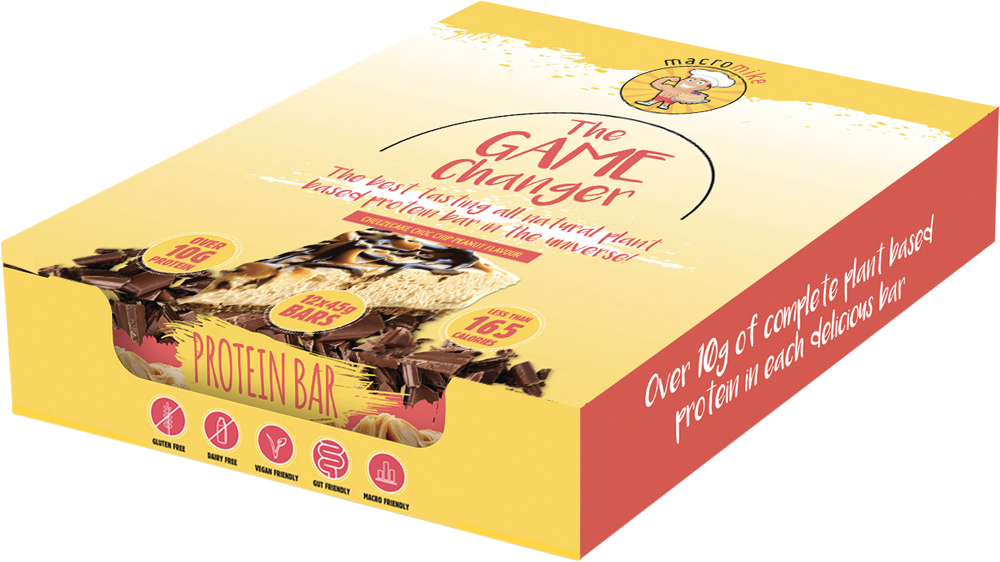 macromike
The
GAME
Changer
The best tasting all natural plant
based protein bar in the universe!
CHEEZECAKE CHOC CHIP PEANUT FLAVOUR
OVER
10G
PROTEIN
12x45g
BARS
LESS THAN
165
CALORIES
PROTEIN BAR
GLUTEN FREE
DAIRY FREE
VEGAN FRIENDLY
GUT FRIENDLY
MACRO FRIENDLY
Over 10g of complete plant based
protein in each delicious bar